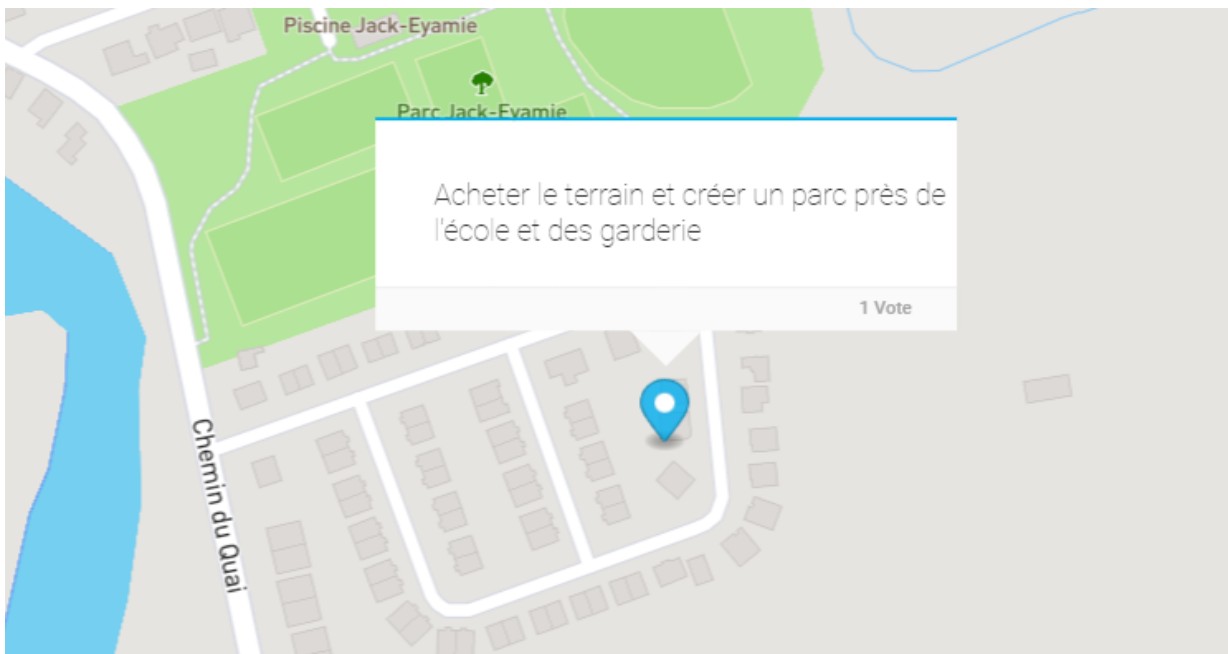 Piscine Jack-Eyamie
Parc Jack-Eyamie
Acheter le terrain et créer un parc près de
l'école et des garderie
1 Vote
Chemin du Quai